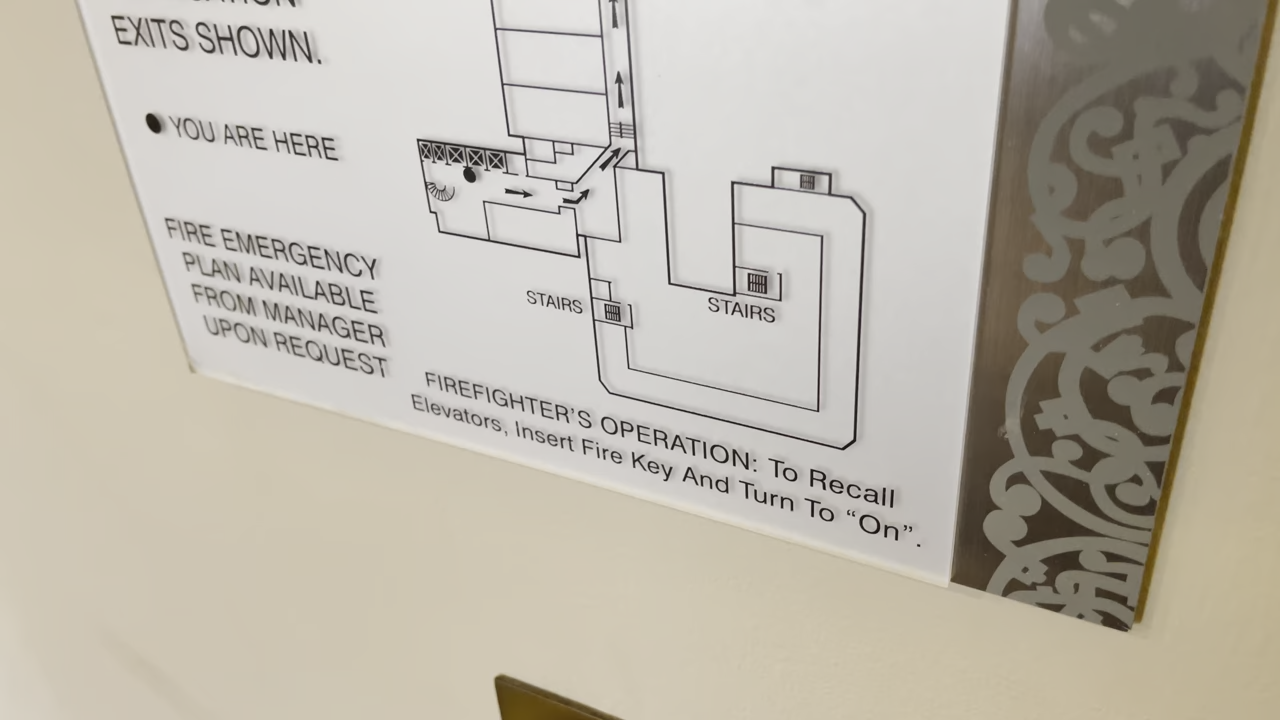 EXITS SHOWN.
YOU ARE HERE
FIRE EMERGENCY
PLAN AVAILABLE
FROM MANAGER
UPON REQUEST
STAIRS
STAIRS
FIREFIGHTER'S OPERATION: To Recall
Elevators, Insert Fire Key And Turn To “On”.